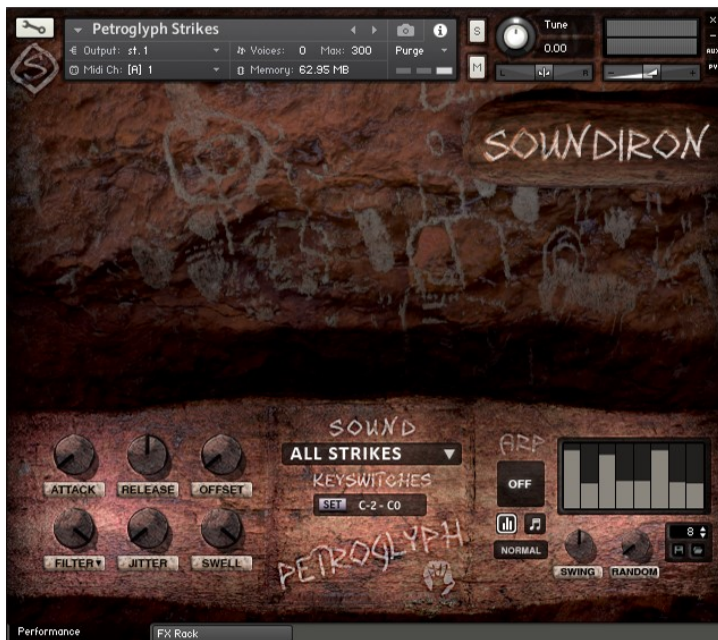 Petroglyph Strikes
S
Tune
0.00
Output: st.1
Voices: 0 Max: 300
Purge
Midi Ch: [A] 1
Memory: 62.95 MB
M
L R
- +
AUX
PV
S
SOUNDIRON
SOUND
ALL STRIKES
KEYSWITCHES
SET C-2 - C0
PETROGLYPH
ATTACK RELEASE OFFSET
FILTER JITTER SWELL
ARP
OFF
NORMAL
8
SWING RANDOM
Performance
FX Rack